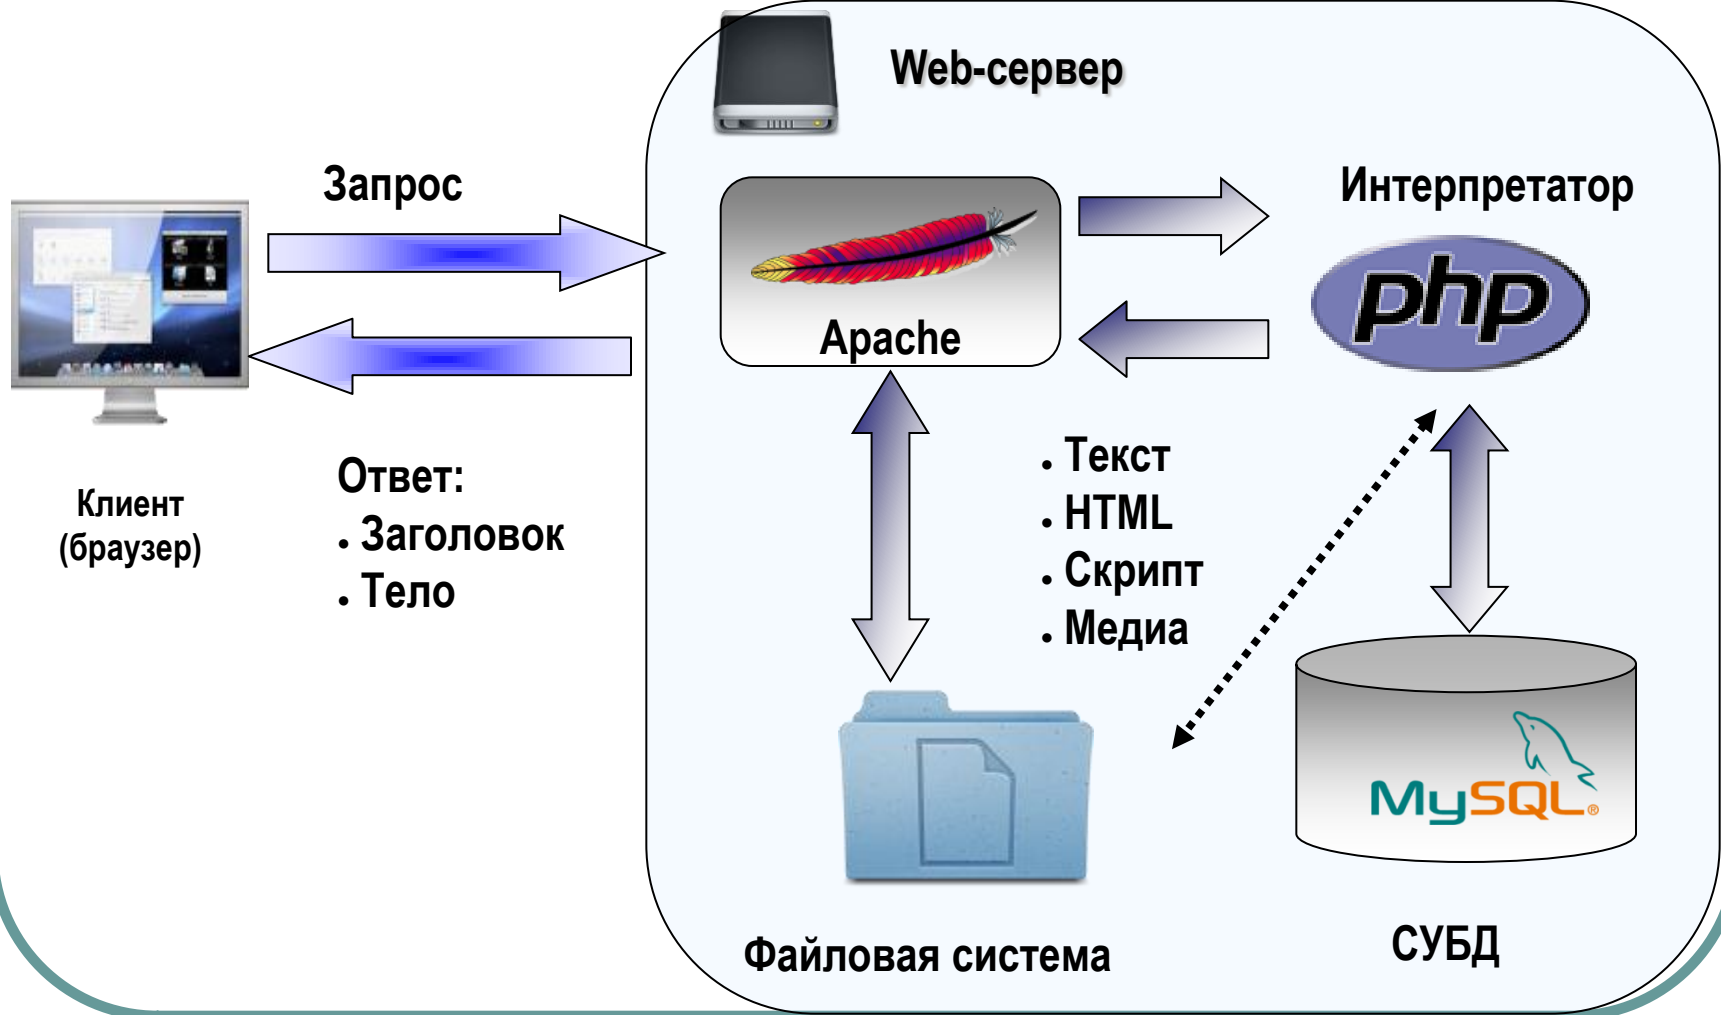 Web-сервер
Запрос
Интерпретатор
php
Apache
Ответ:
• Заголовок
• Тело
Клиент
(браузер)
• Текст
• HTML
• Скрипт
• Медиа
MySQL®
Файловая система
СУБД